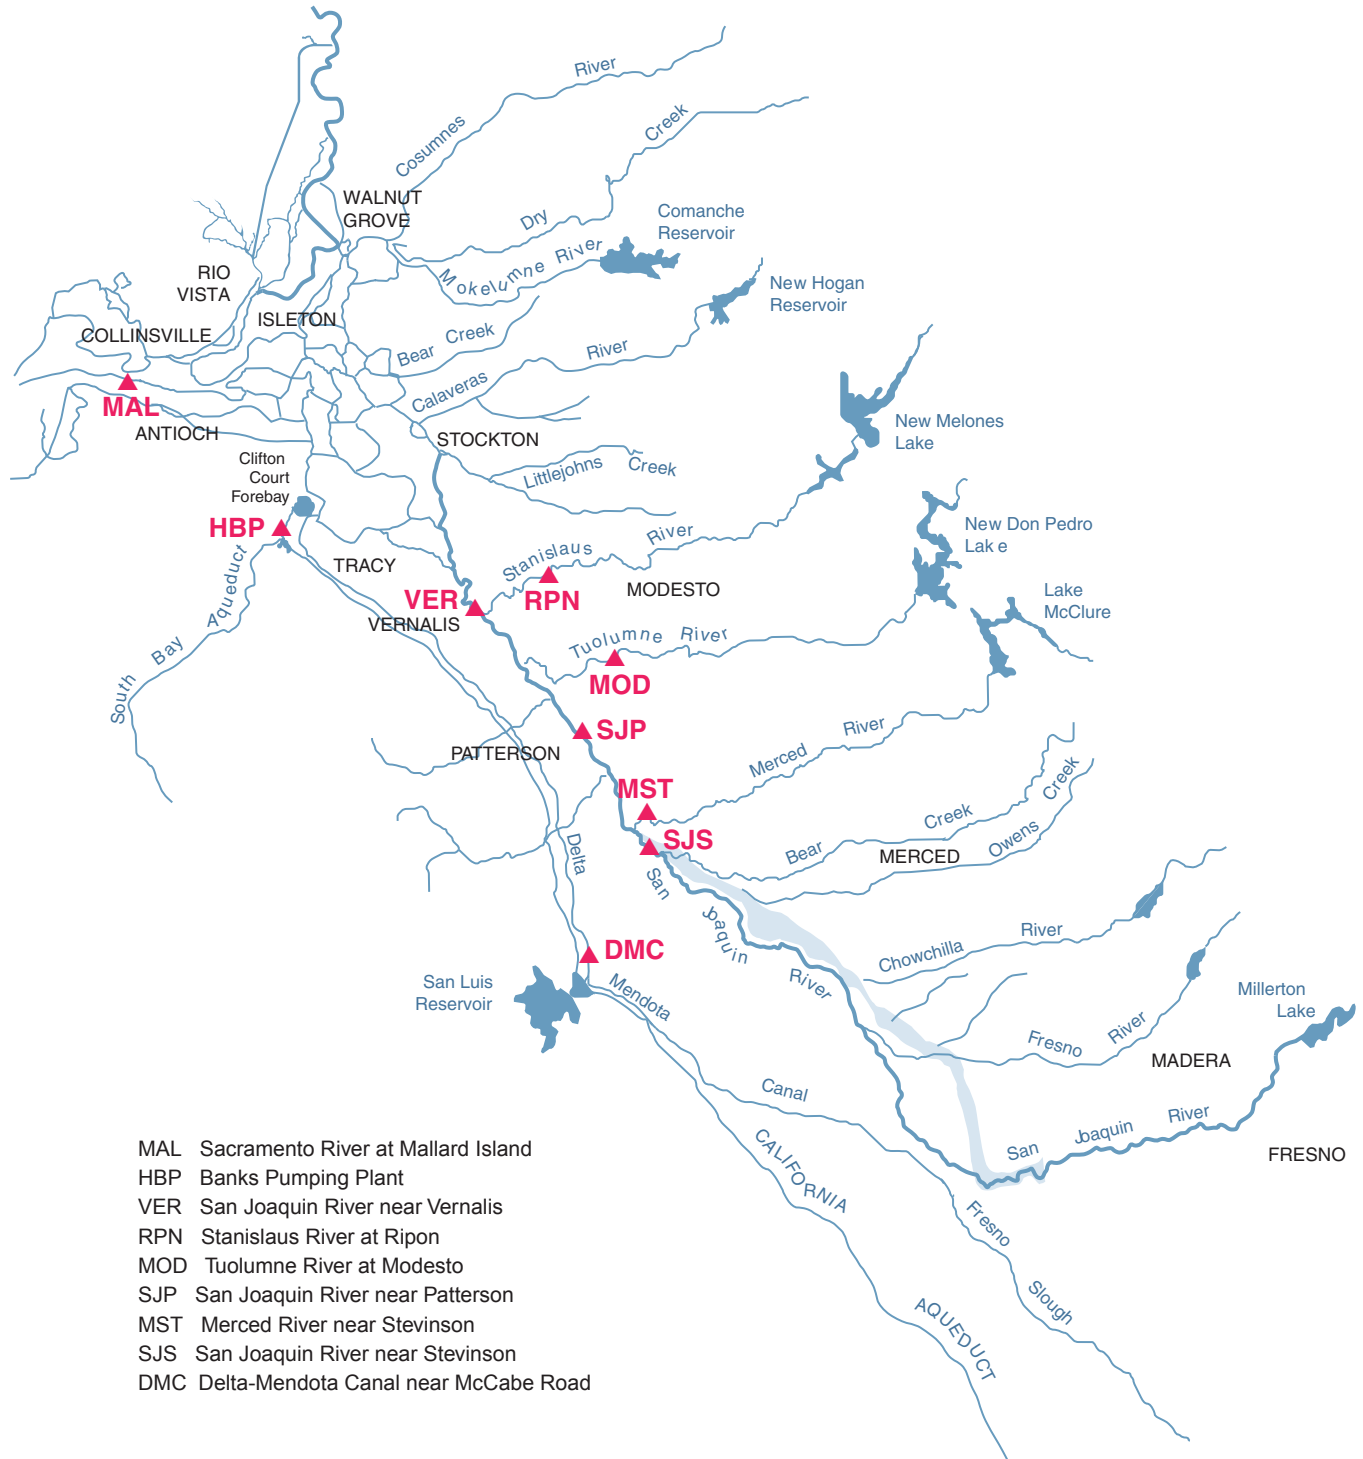 Cosumnes River
Dry Creek
WALNUT
GROVE
Comanche
Reservoir
Mokelumne River
RIO
VISTA
New Hogan
Reservoir
ISLETON
COLLINSVILLE
Bear Creek
Calaveras River
MAL
ANTIOCH
STOCKTON
New Melones
Lake
Clifton
Court
Forebay
Littlejohns Creek
HBP
New Don Pedro
Lake
Stanislaus River
TRACY
MODESTO
RPN
VER
VERNALIS
Lake
McClure
South Bay Aqueduct
Tuolumne River
MOD
SJP
PATTERSON
Merced River
MST
SJS
Bear Creek
MERCED
Owens Creek
Delta
Mendota
Canal
San Joaquin River
Chowchilla River
DMC
San Luis
Reservoir
Millerton
Lake
Fresno River
MADERA
San Joaquin River
FRESNO
CALIFORNIA
AQUEDUCT
Fresno
Slough
MAL Sacramento River at Mallard Island
HBP Banks Pumping Plant
VER San Joaquin River near Vernalis
RPN Stanislaus River at Ripon
MOD Tuolumne River at Modesto
SJP San Joaquin River near Patterson
MST Merced River near Stevinson
SJS San Joaquin River near Stevinson
DMC Delta-Mendota Canal near McCabe Road